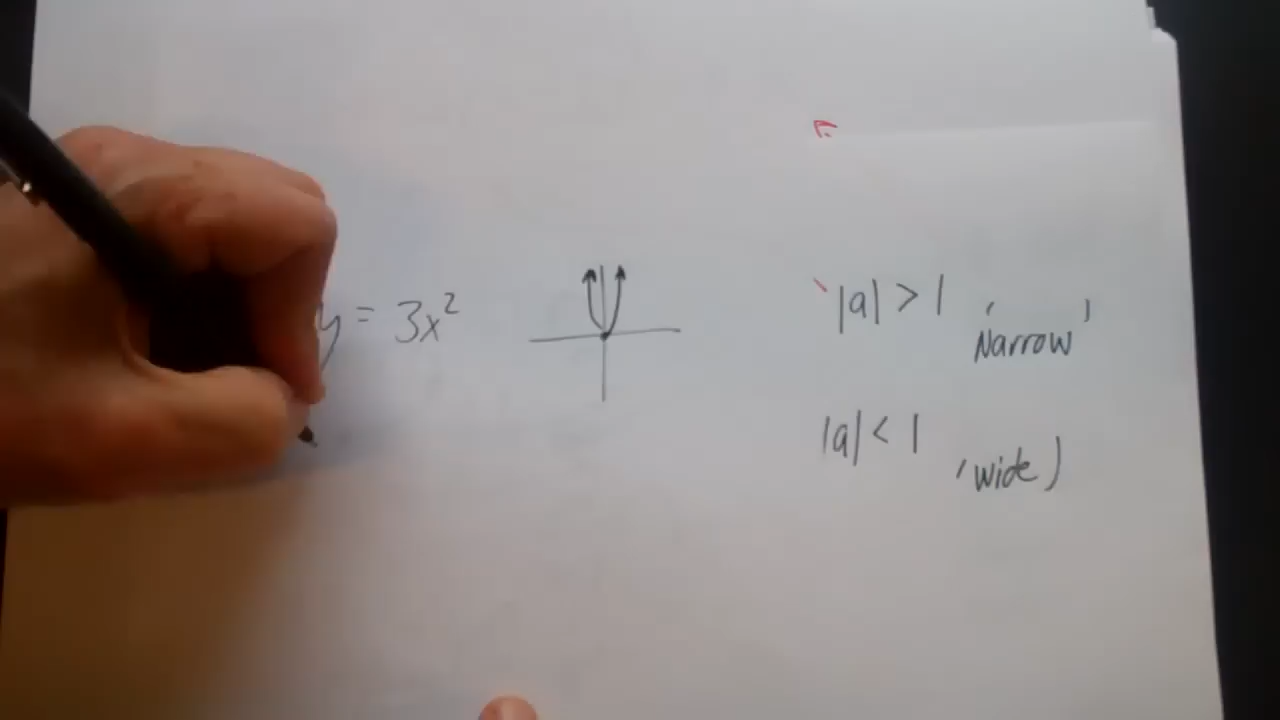 y = 3x²
|a| > 1 'Narrow'
|a| < 1 'wide)